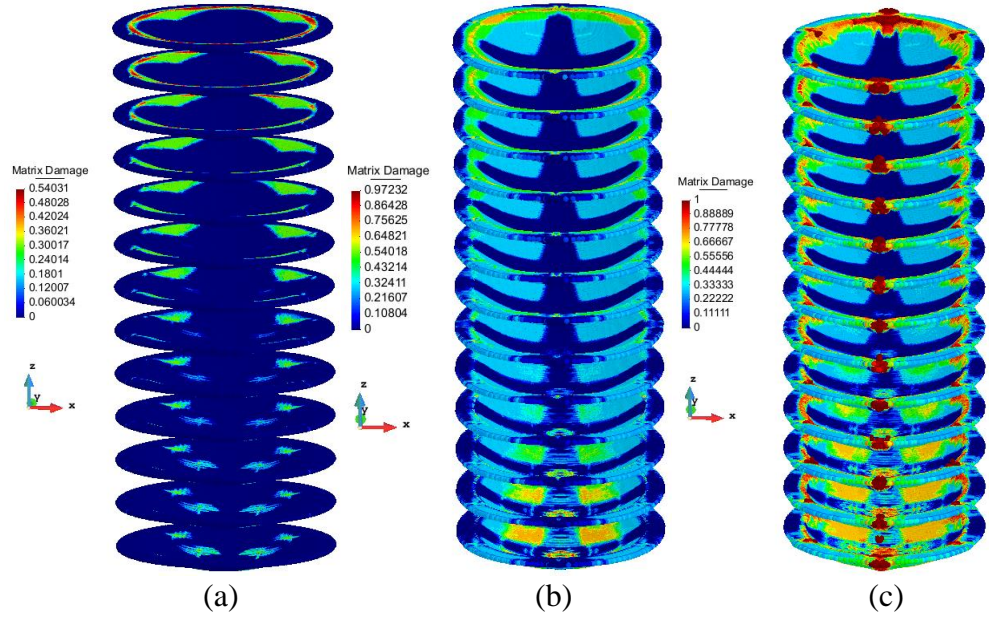 Matrix Damage
0.54031
0.48028
0.42024
0.36021
0.30017
0.24014
0.1801
0.12007
0.060034
0
z
y
x
(a)
Matrix Damage
0.97232
0.86428
0.75625
0.64821
0.54018
0.43214
0.32411
0.21607
0.10804
0
z
y
x
(b)
Matrix Damage
1
0.88889
0.77778
0.66667
0.55556
0.44444
0.33333
0.22222
0.11111
0
z
y
x
(c)